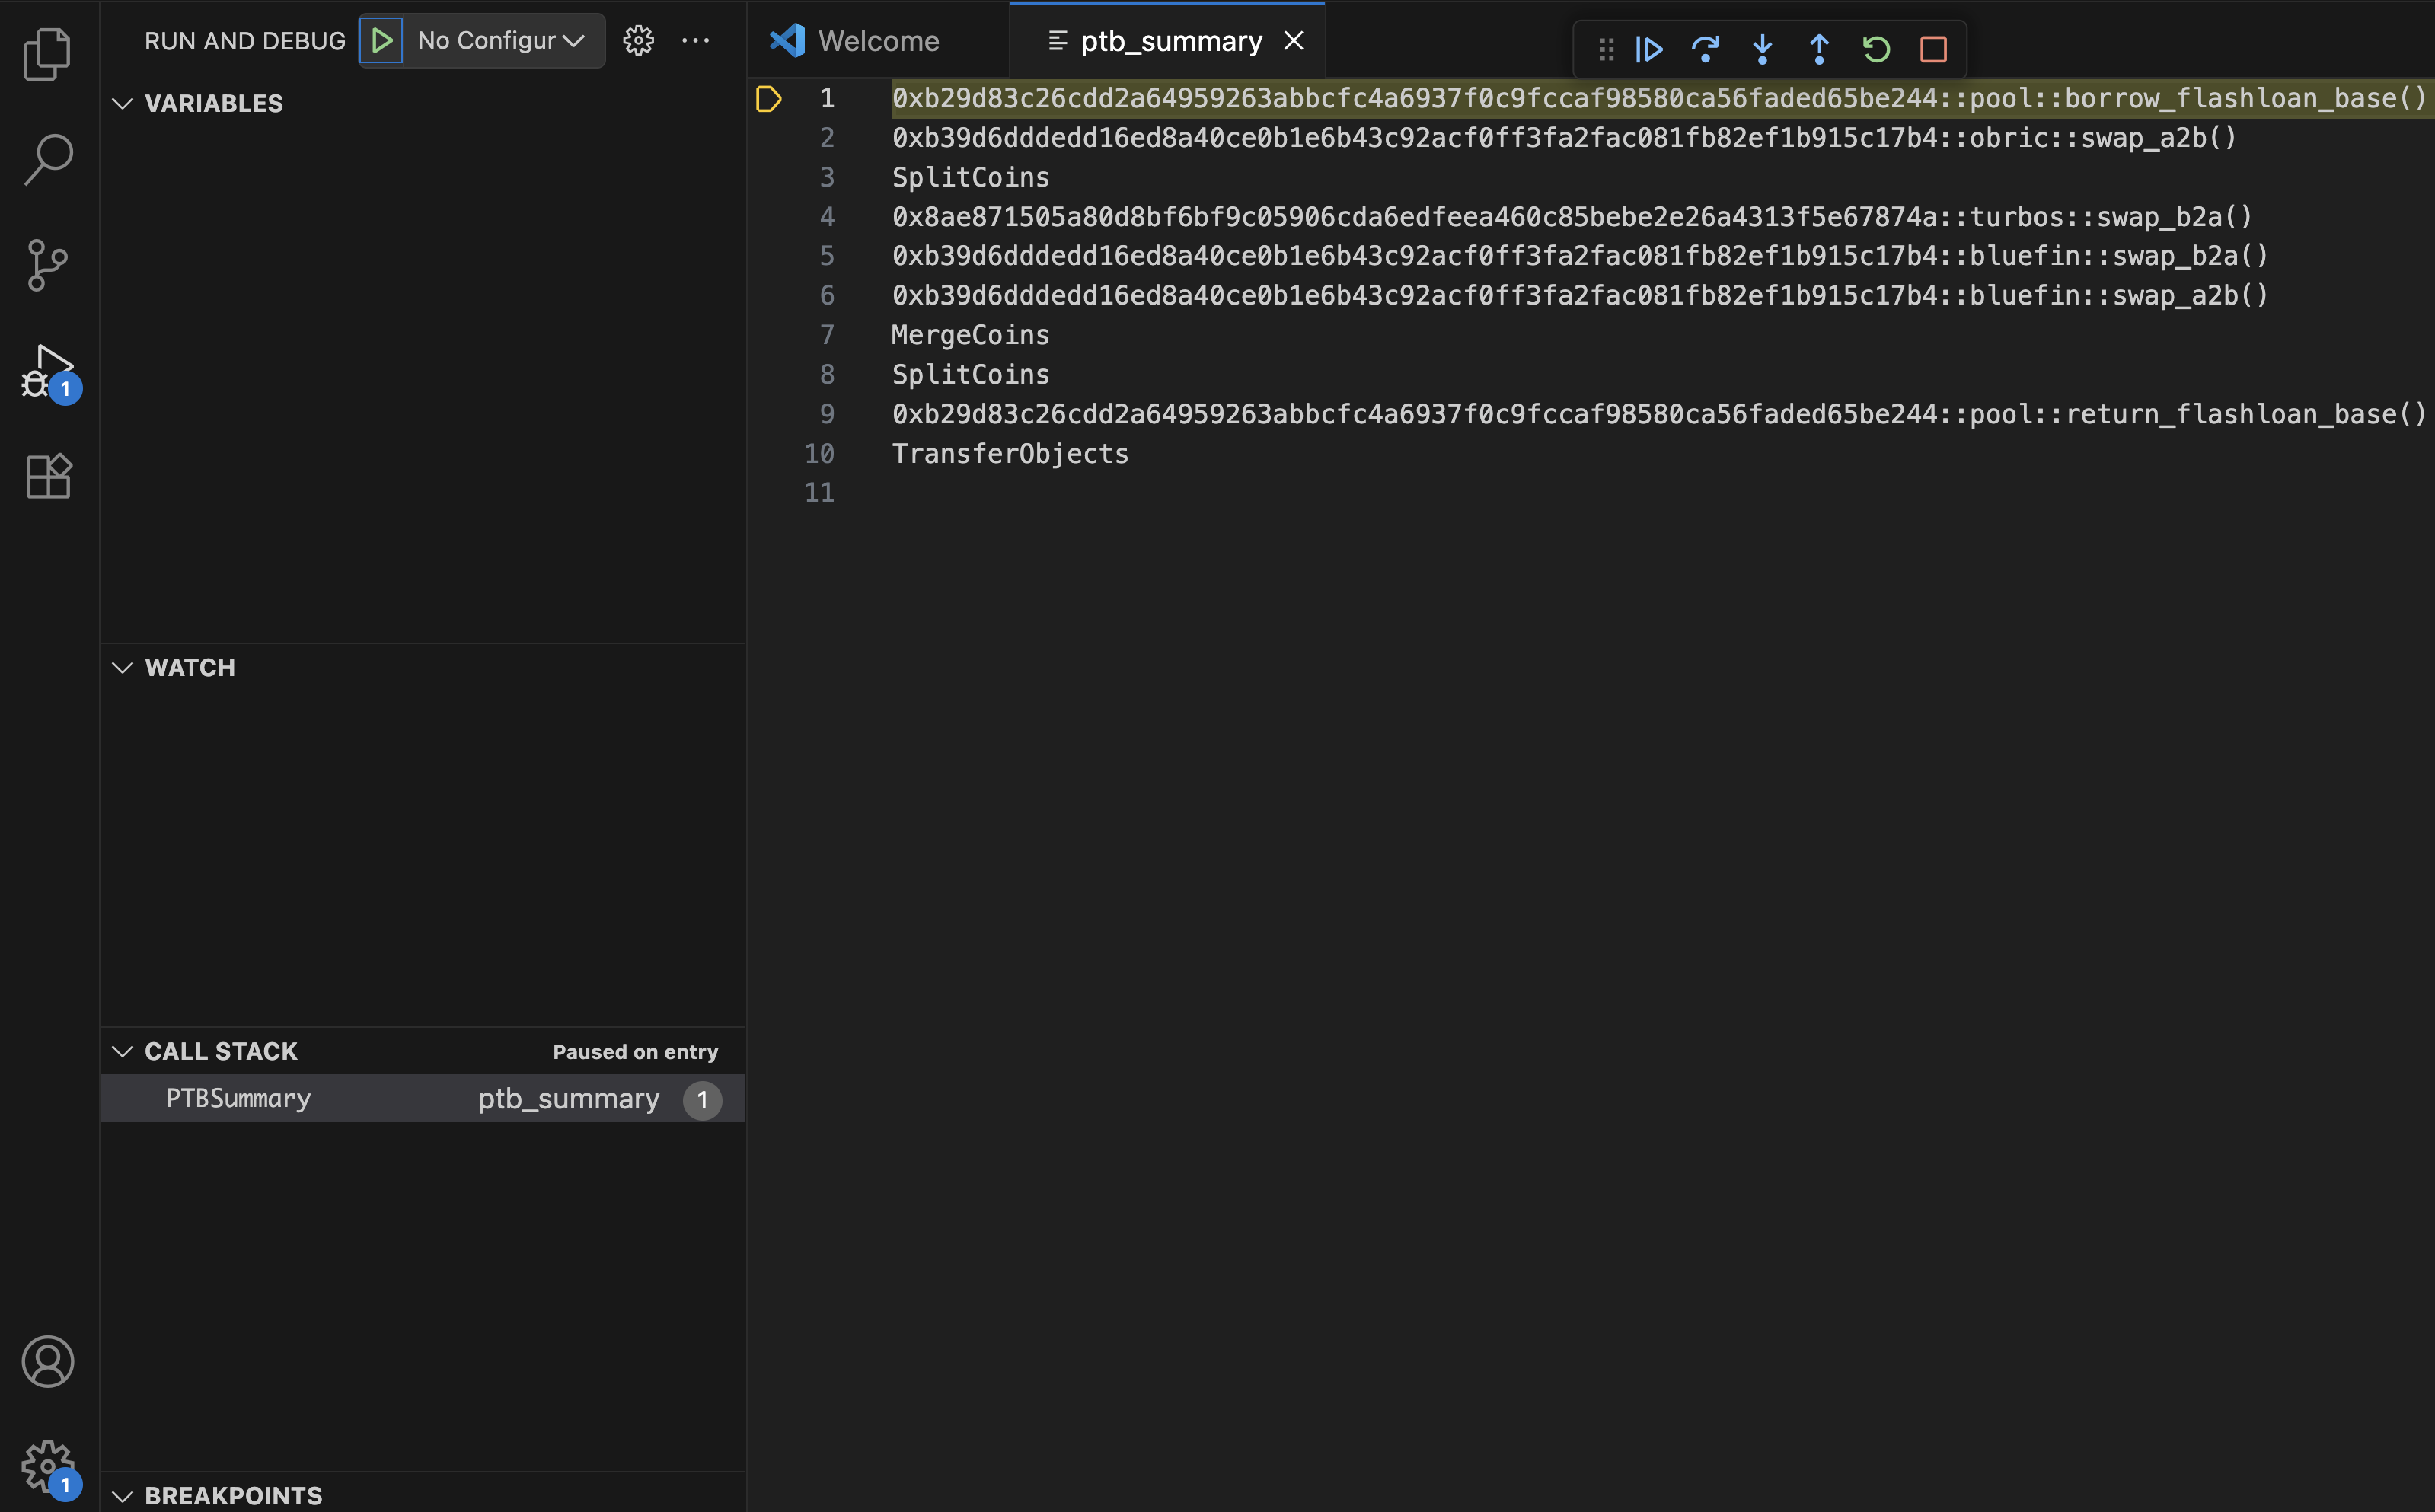 RUN AND DEBUG No Configur
VARIABLES
WATCH
CALL STACK Paused on entry
PTBSummary ptb_summary 1
BREAKPOINTS
1
1
Welcome ptb_summary
1 0xb29d83c26cdd2a64959263abbcfc4a6937f0c9fccaf98580ca56faded65be244::pool::borrow_flashloan_base()
2 0xb39d6dddedd16ed8a40ce0b1e6b43c92acf0ff3fa2fac081fb82ef1b915c17b4::obric::swap_a2b()
3 SplitCoins
4 0x8ae871505a80d8bf6bf9c05906cda6edfeea460c85bebe2e26a4313f5e67874a::turbos::swap_b2a()
5 0xb39d6dddedd16ed8a40ce0b1e6b43c92acf0ff3fa2fac081fb82ef1b915c17b4::bluefin::swap_b2a()
6 0xb39d6dddedd16ed8a40ce0b1e6b43c92acf0ff3fa2fac081fb82ef1b915c17b4::bluefin::swap_a2b()
7 MergeCoins
8 SplitCoins
9 0xb29d83c26cdd2a64959263abbcfc4a6937f0c9fccaf98580ca56faded65be244::pool::return_flashloan_base()
10 TransferObjects
11